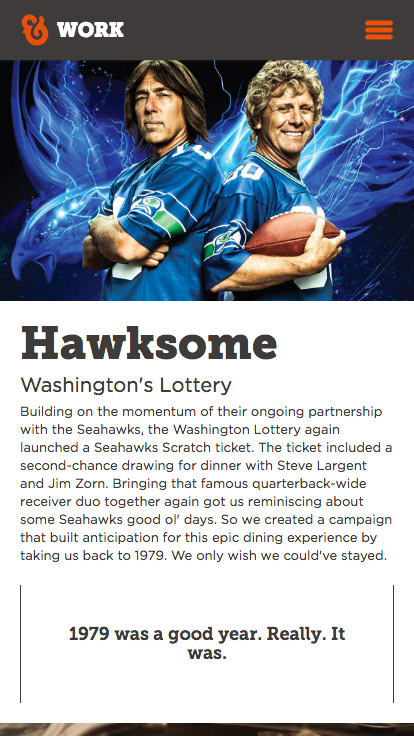 & WORK
Hawksome
Washington's Lottery
Building on the momentum of their ongoing partnership
with the Seahawks, the Washington Lottery again
launched a Seahawks Scratch ticket. The ticket included a
second-chance drawing for dinner with Steve Largent
and Jim Zorn. Bringing that famous quarterback-wide
receiver duo together again got us reminiscing about
some Seahawks good ol' days. So we created a campaign
that built anticipation for this epic dining experience by
taking us back to 1979. We only wish we could've stayed.
1979 was a good year. Really. It
was.